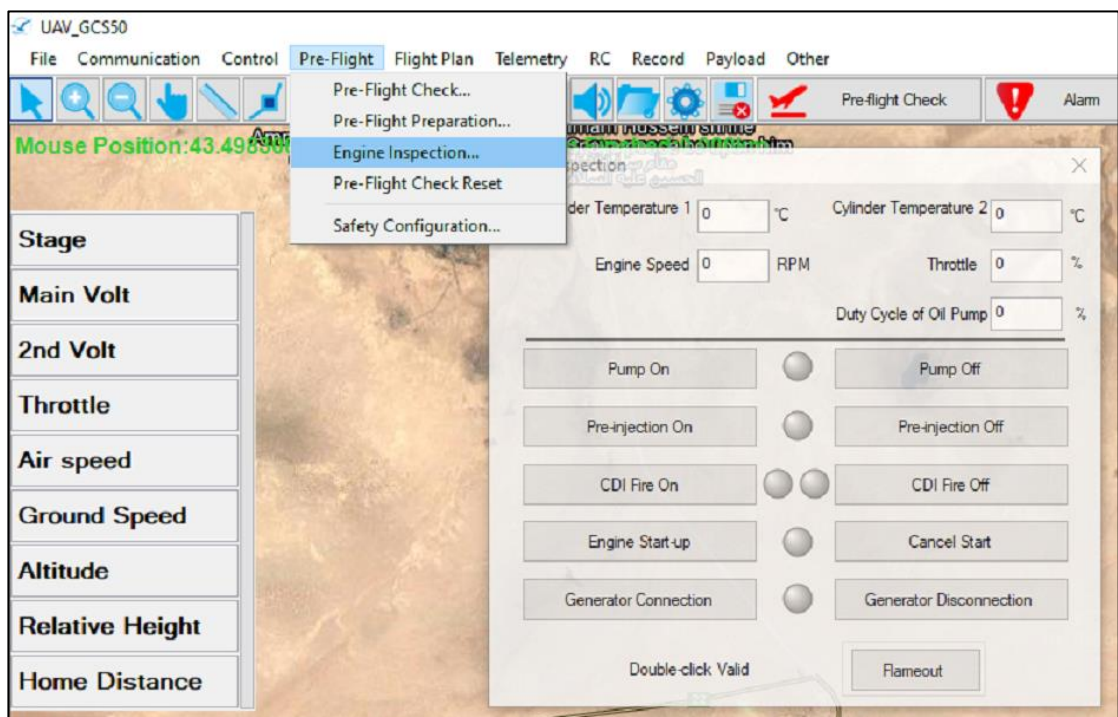 UAV_GCS50
File Communication Control Pre-Flight Flight Plan Telemetry RC Record Payload Other
Pre-Flight Check...
Pre-Flight Preparation...
Engine Inspection...
Pre-Flight Check Reset
Safety Configuration...
Pre-flight Check Alarm
Mouse Position:43.498
Stage
Main Volt
2nd Volt
Throttle
Air speed
Ground Speed
Altitude
Relative Height
Home Distance
Temperature 1 0 °C Cylinder Temperature 2 0 °C
Engine Speed 0 RPM Throttle 0 %
Duty Cycle of Oil Pump 0 %
Pump On Pump Off
Pre-injection On Pre-injection Off
CDI Fire On CDI Fire Off
Engine Start-up Cancel Start
Generator Connection Generator Disconnection
Double-click Valid Flameout